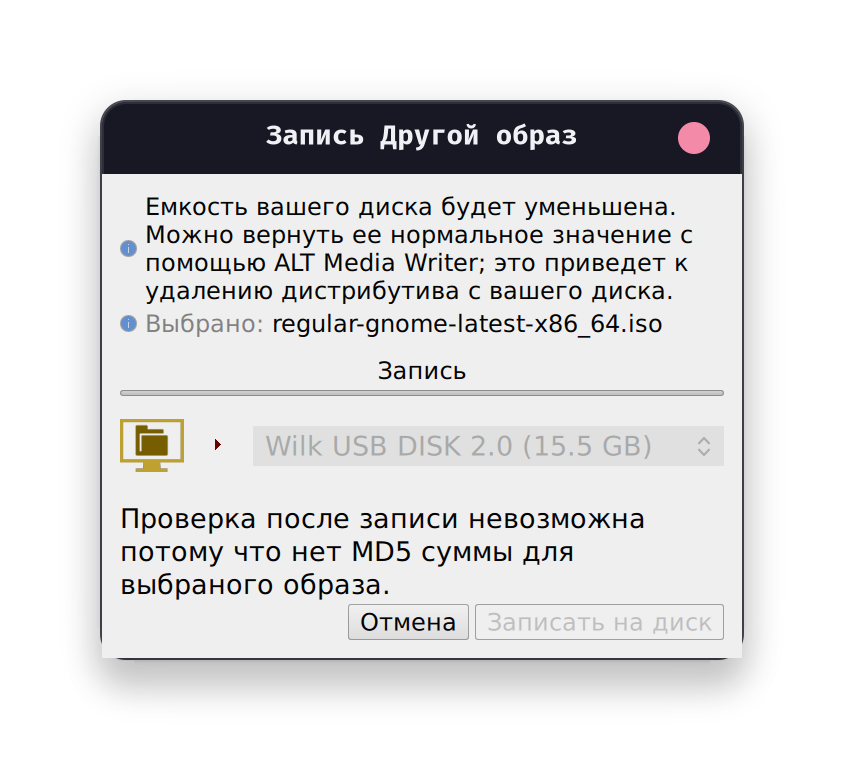 Запись Другой образ
Емкость вашего диска будет уменьшена.
Можно вернуть ее нормальное значение с
помощью ALT Media Writer; это приведет к
удалению дистрибутива с вашего диска.
Выбрано: regular-gnome-latest-x86_64.iso
Запись
Wilk USB DISK 2.0 (15.5 GB)
Проверка после записи невозможна
потому что нет MD5 суммы для
выбраного образа.
Отмена Записать на диск